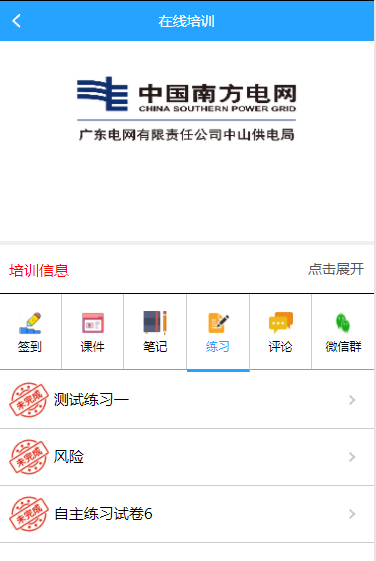 在线培训
中国南方电网
CHINA SOUTHERN POWER GRID
广东电网有限责任公司中山供电局
培训信息 点击展开
签到 课件 笔记 练习 评论 微信群
未完成 测试练习一
未完成 风险
未完成 自主练习试卷6